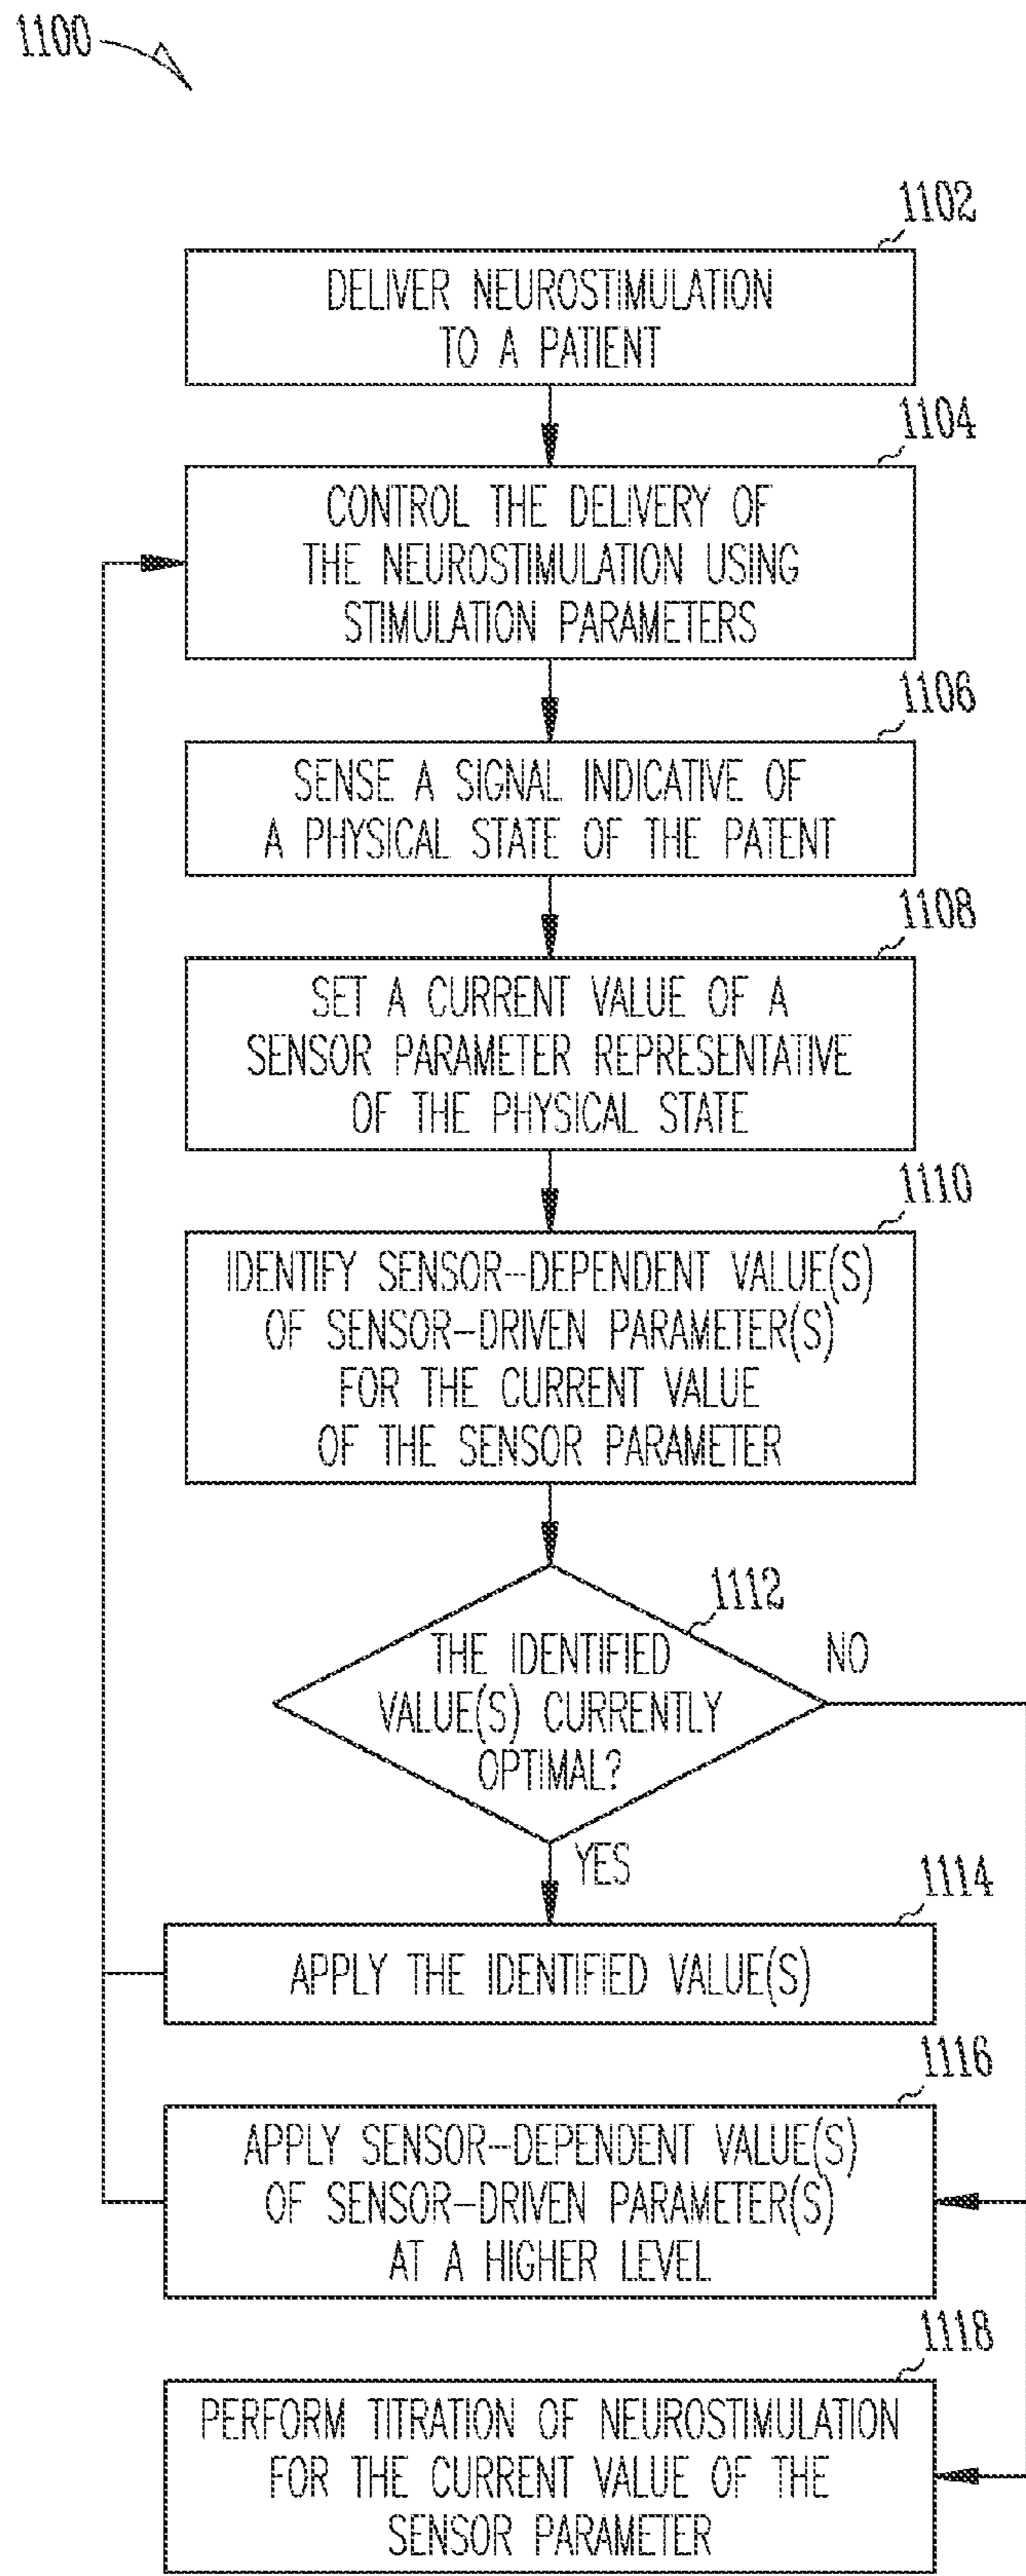 1100
1102
DELIVER NEUROSTIMULATION
TO A PATIENT
1104
CONTROL THE DELIVERY OF
THE NEUROSTIMULATION USING
STIMULATION PARAMETERS
1106
SENSE A SIGNAL INDICATIVE OF
A PHYSICAL STATE OF THE PATENT
1108
SET A CURRENT VALUE OF A
SENSOR PARAMETER REPRESENTATIVE
OF THE PHYSICAL STATE
1110
IDENTIFY SENSOR-DEPENDENT VALUE(S)
OF SENSOR-DRIVEN PARAMETER(S)
FOR THE CURRENT VALUE
OF THE SENSOR PARAMETER
1112
THE IDENTIFIED
VALUE(S) CURRENTLY
OPTIMAL?
NO
YES
1114
APPLY THE IDENTIFIED VALUE(S)
1116
APPLY SENSOR-DEPENDENT VALUE(S)
OF SENSOR-DRIVEN PARAMETER(S)
AT A HIGHER LEVEL
1118
PERFORM TITRATION OF NEUROSTIMULATION
FOR THE CURRENT VALUE OF THE
SENSOR PARAMETER